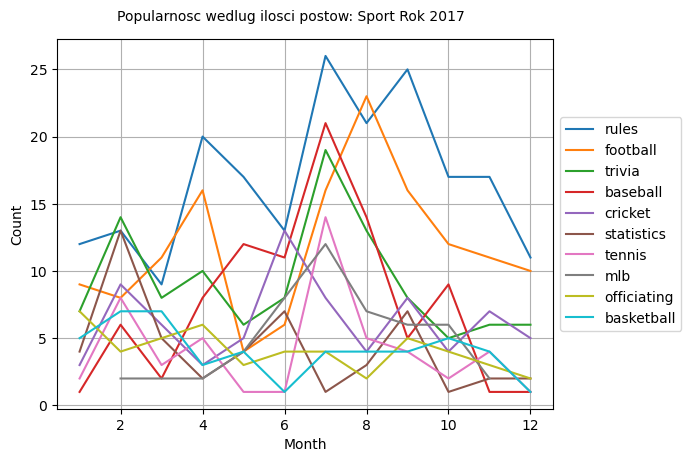 Popularnosc wedlug ilosci postow: Sport Rok 2017
Count
25
20
15
10
5
0
2 4 6 8 10 12
Month
rules
football
trivia
baseball
cricket
statistics
tennis
mlb
officiating
basketball